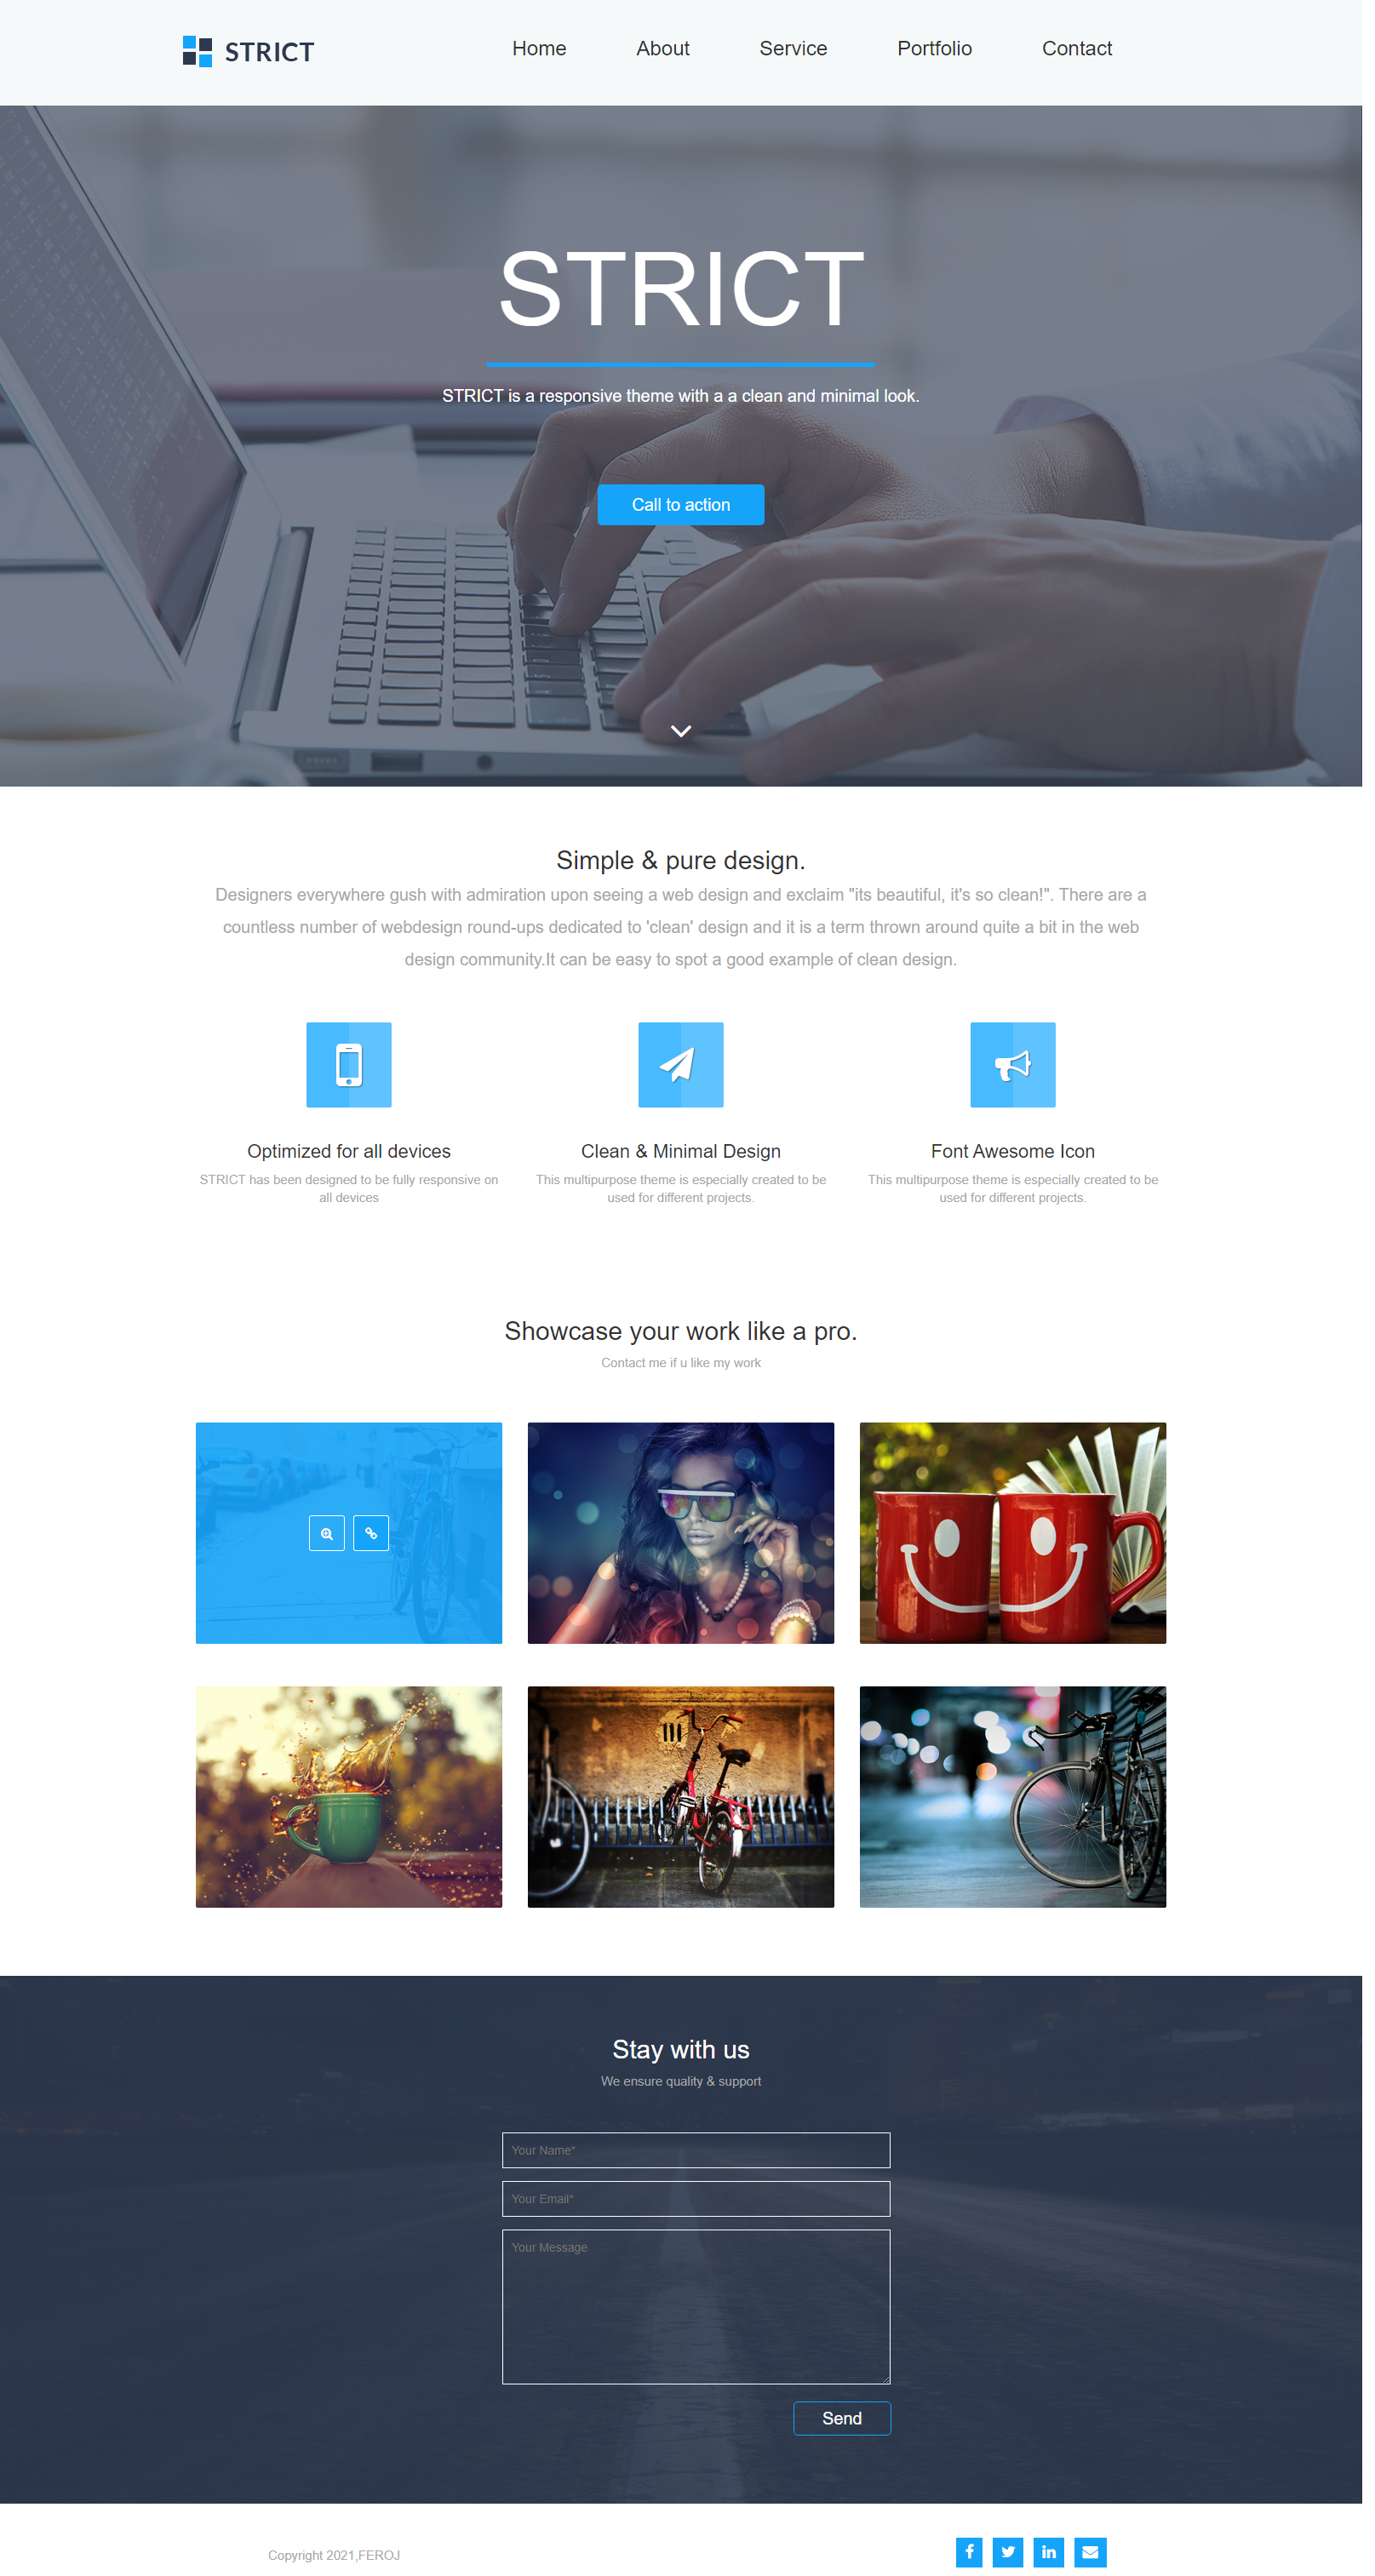 STRICT
Home About Service Portfolio Contact
STRICT
STRICT is a responsive theme with a a clean and minimal look.
Call to action
Simple & pure design.
Designers everywhere gush with admiration upon seeing a web design and exclaim "its beautiful, it's so clean!". There are a
countless number of webdesign round-ups dedicated to 'clean' design and it is a term thrown around quite a bit in the web
design community.It can be easy to spot a good example of clean design.
Optimized for all devices
STRICT has been designed to be fully responsive on
all devices
Clean & Minimal Design
This multipurpose theme is especially created to be
used for different projects.
Font Awesome Icon
This multipurpose theme is especially created to be
used for different projects.
Showcase your work like a pro.
Contact me if u like my work
Stay with us
We ensure quality & support
Your Name*
Your Email*
Your Message
Send
Copyright 2021,FEROJ